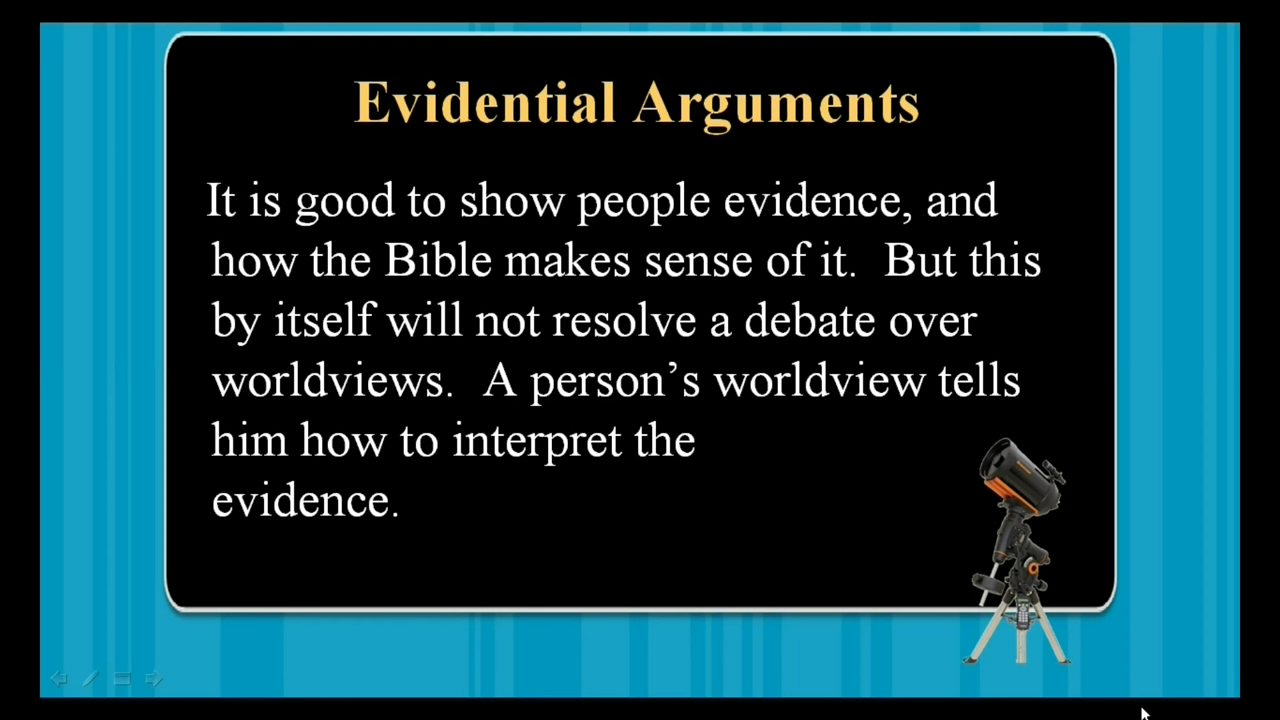 Evidential Arguments
It is good to show people evidence, and
how the Bible makes sense of it.  But this
by itself will not resolve a debate over
worldviews.  A person’s worldview tells
him how to interpret the
evidence.